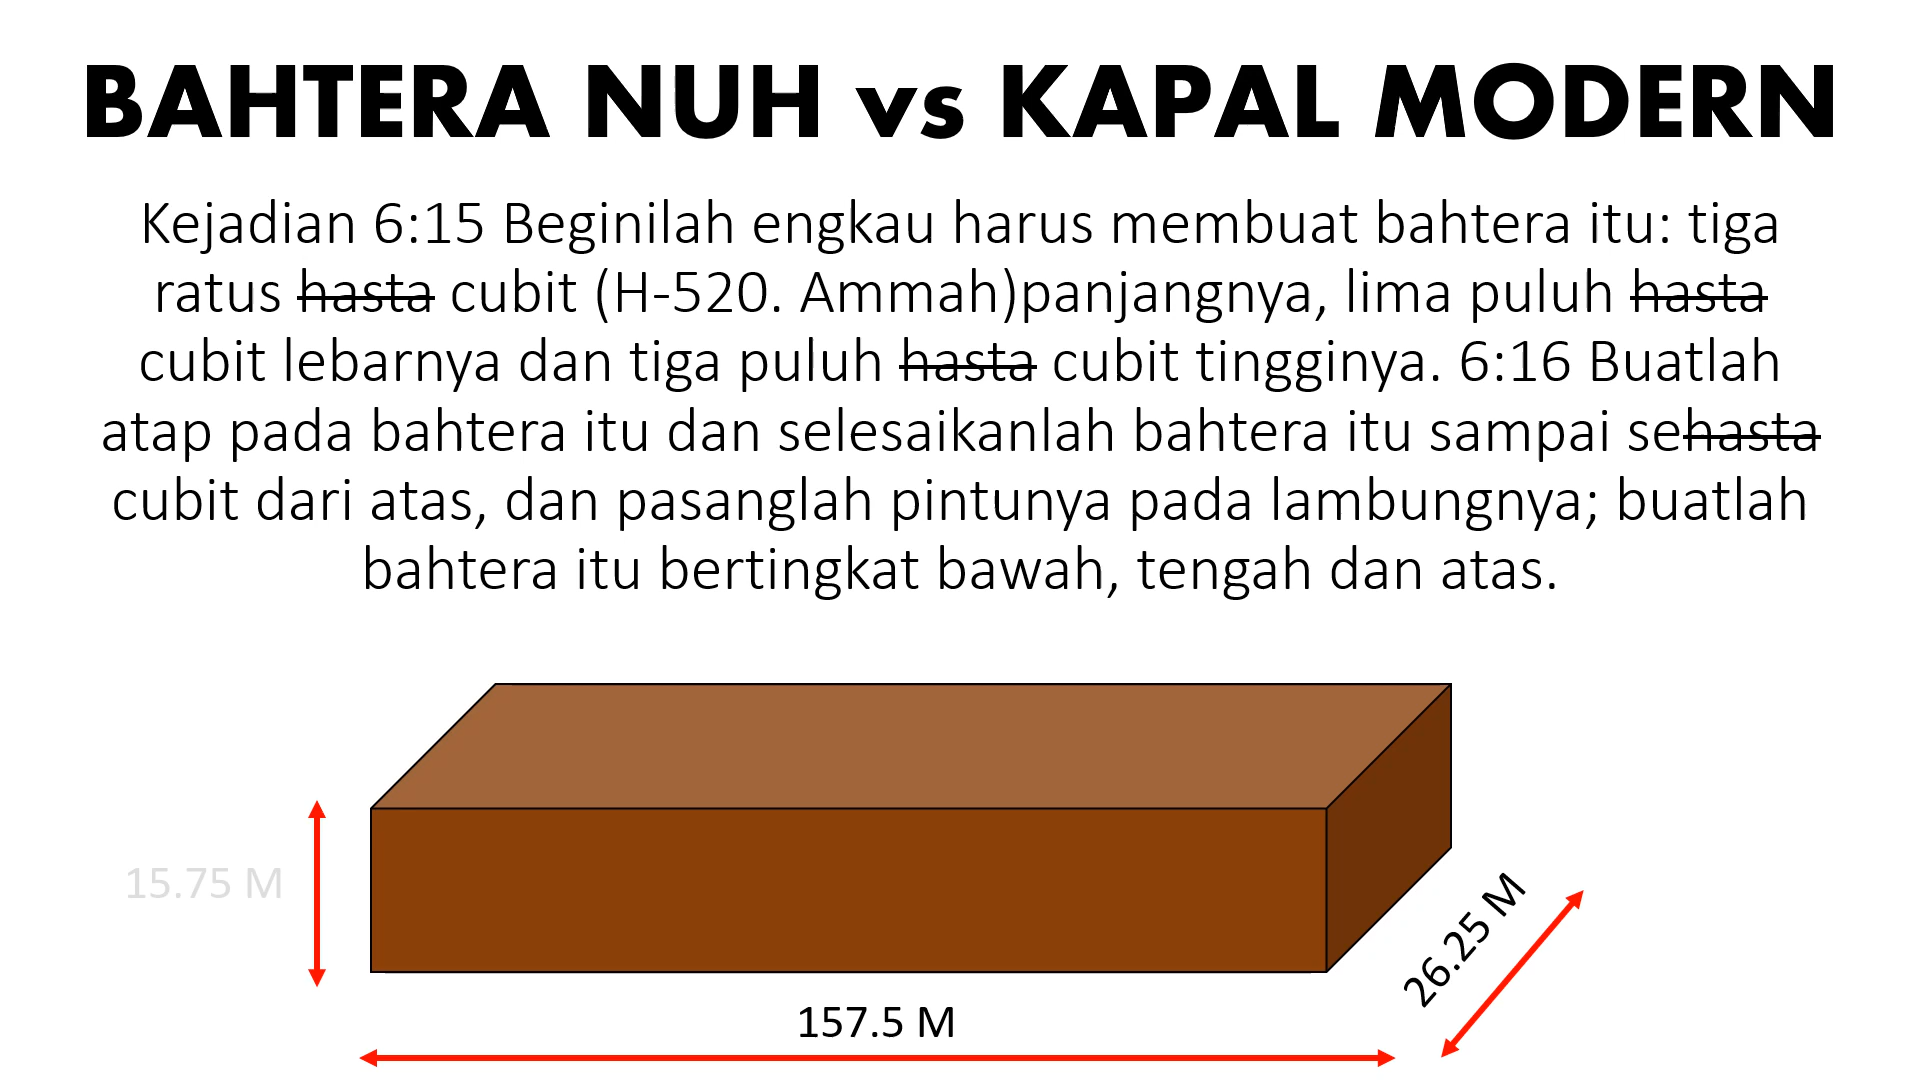 BAHTERA NUH vs KAPAL MODERN
Kejadian 6:15 Beginilah engkau harus membuat bahtera itu: tiga
ratus hasta cubit (H-520. Ammah)panjangnya, lima puluh hasta
cubit lebarnya dan tiga puluh hasta cubit tingginya. 6:16 Buatlah
atap pada bahtera itu dan selesaikanlah bahtera itu sampai sehasta
cubit dari atas, dan pasanglah pintunya pada lambungnya; buatlah
bahtera itu bertingkat bawah, tengah dan atas.
15.75 M
26.25 M
157.5 M